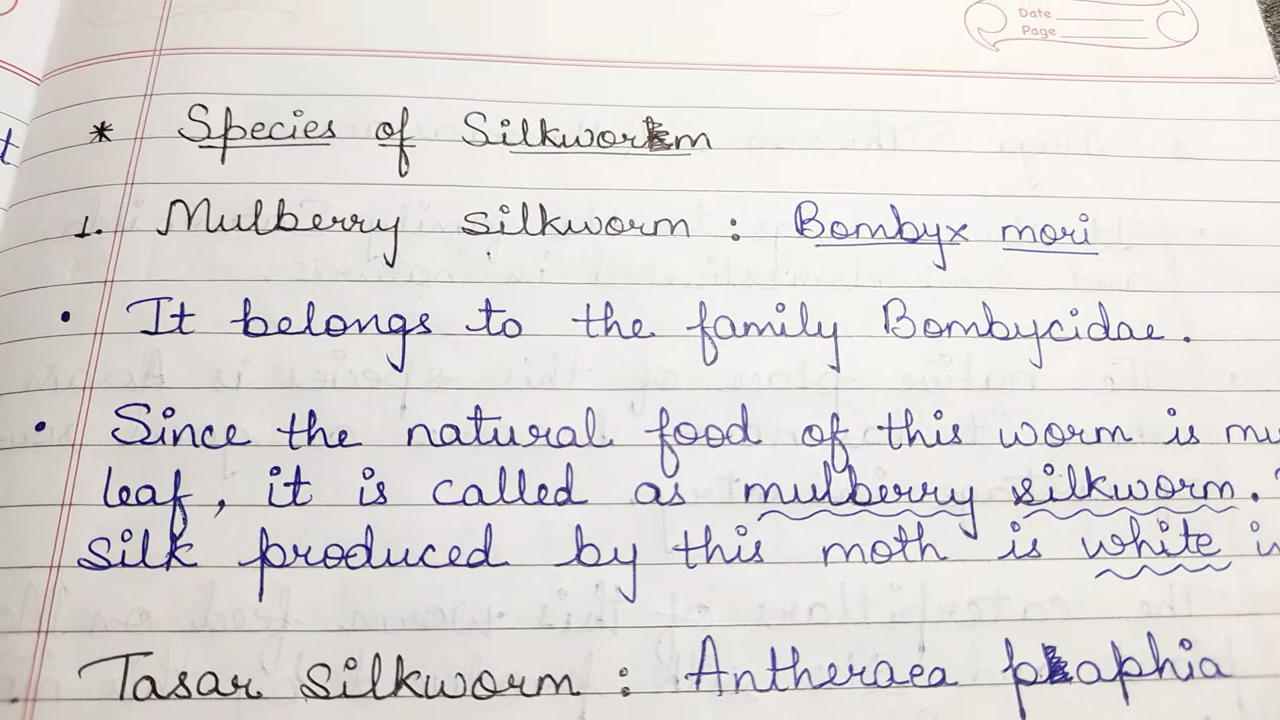 Date
Page
* Species of Silkworm
1. Mulberry silkworm : Bombyx mori
• It belongs to the family Bombycidae.
• Since the natural food of this worm is
leaf, it is called as mulberry silkworm.
silk produced by this moth is white
Tasar silkworm : Antheraea paphia